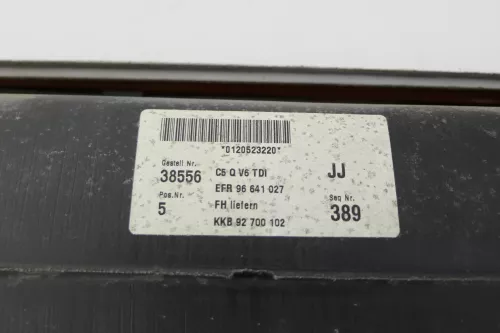 *0120523220*
Gestell Nr.
38556
C5 Q V6 TDI
JJ
EFR 96 641 027
Pos.Nr.
5
FH liefern
KKB 92 700 102
Seq Nr.
389